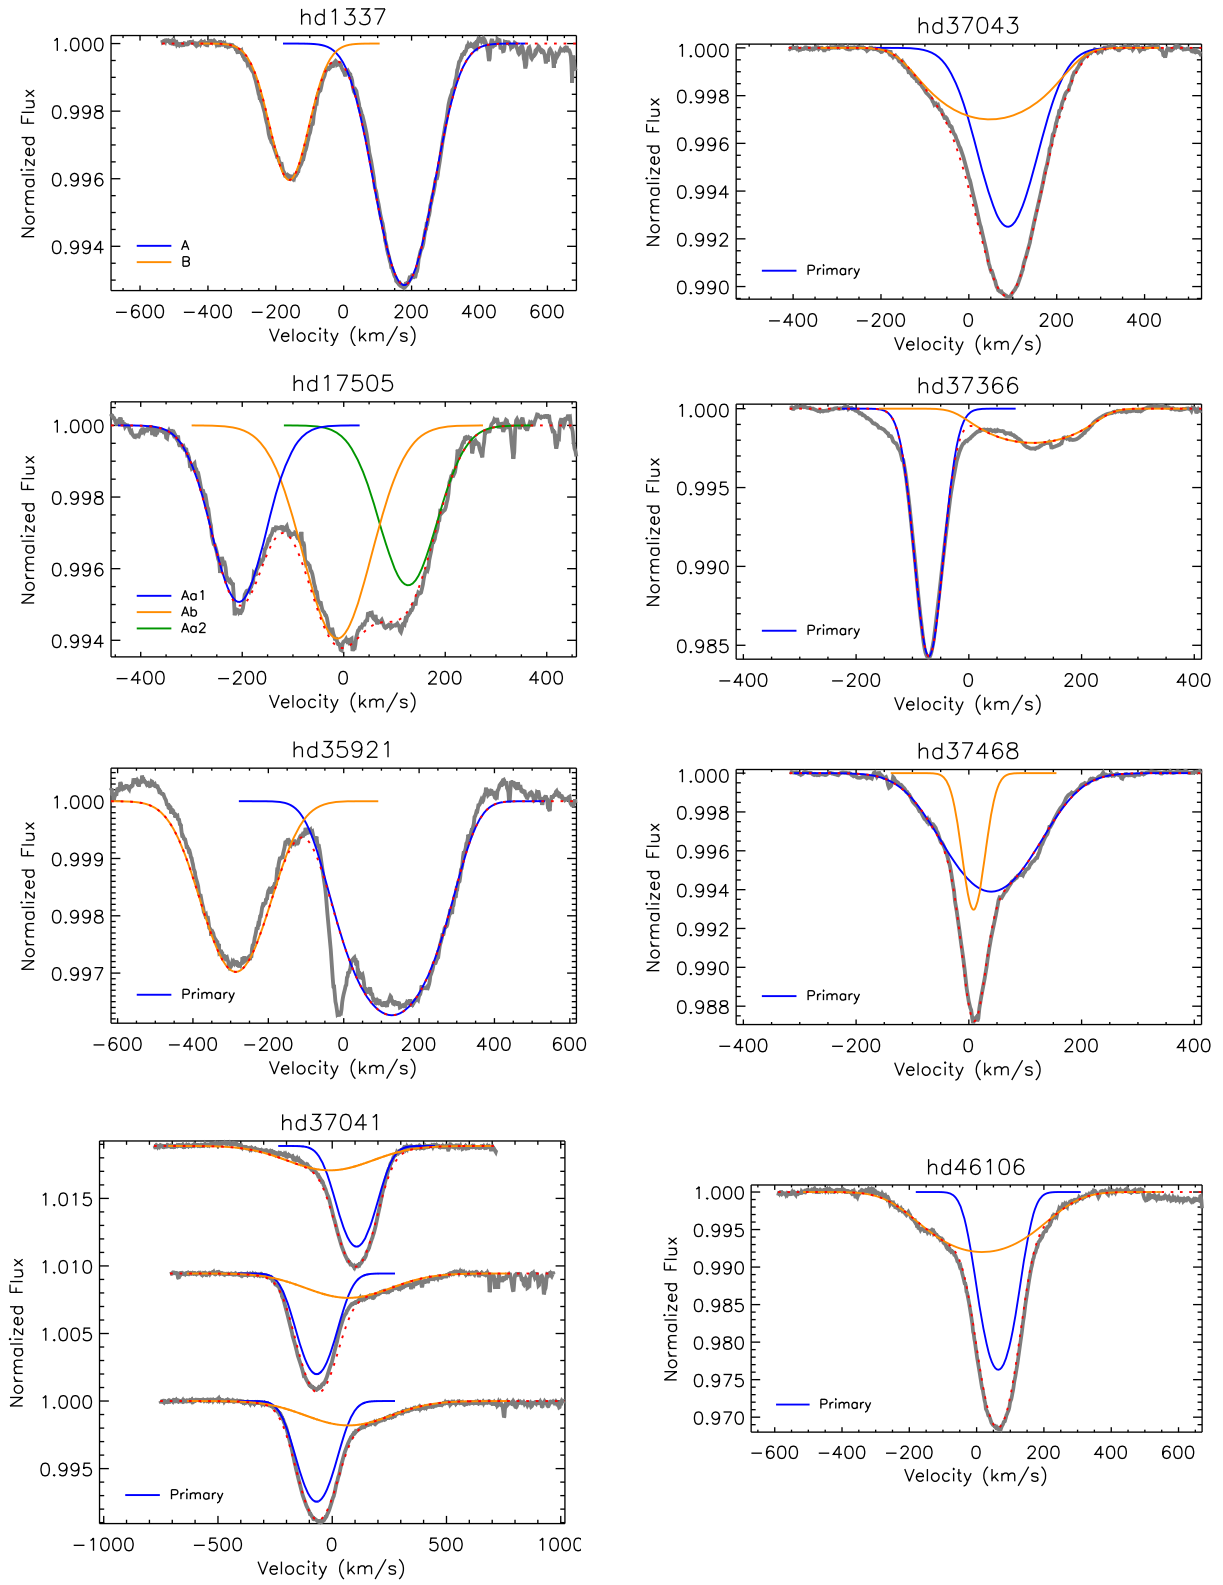 hd1337
1.000
0.998
0.996
0.994
Normalized Flux
A
B
−600 −400 −200 0 200 400 600
Velocity (km/s)
hd37043
1.000
0.998
0.996
0.994
0.992
0.990
Normalized Flux
Primary
−400 −200 0 200 400
Velocity (km/s)
hd17505
1.000
0.998
0.996
0.994
Normalized Flux
Aa1
Ab
Aa2
−400 −200 0 200 400
Velocity (km/s)
hd37366
1.000
0.995
0.990
0.985
Normalized Flux
Primary
−400 −200 0 200 400
Velocity (km/s)
hd35921
1.000
0.999
0.998
0.997
Normalized Flux
Primary
−600 −400 −200 0 200 400 600
Velocity (km/s)
hd37468
1.000
0.998
0.996
0.994
0.992
0.990
0.988
Normalized Flux
Primary
−400 −200 0 200 400
Velocity (km/s)
hd37041
1.015
1.010
1.005
1.000
0.995
Normalized Flux
Primary
−1000 −500 0 500 1000
Velocity (km/s)
hd46106
1.000
0.995
0.990
0.985
0.980
0.975
0.970
Normalized Flux
Primary
−600 −400 −200 0 200 400 600
Velocity (km/s)